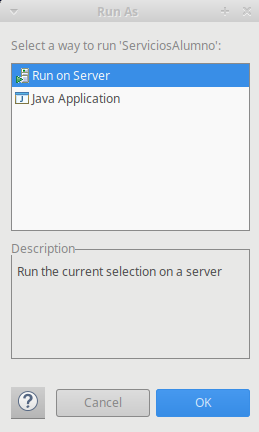 Run As
Select a way to run 'ServiciosAlumno':
Run on Server
Java Application
Description
Run the current selection on a server
?
Cancel
OK